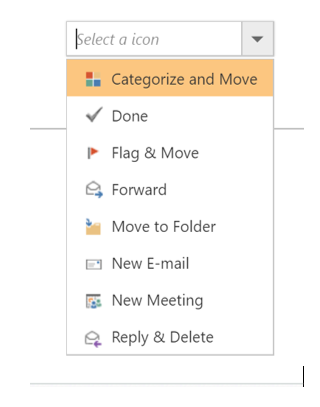 Select a icon
Categorize and Move
Done
Flag & Move
Forward
Move to Folder
New E-mail
New Meeting
Reply & Delete